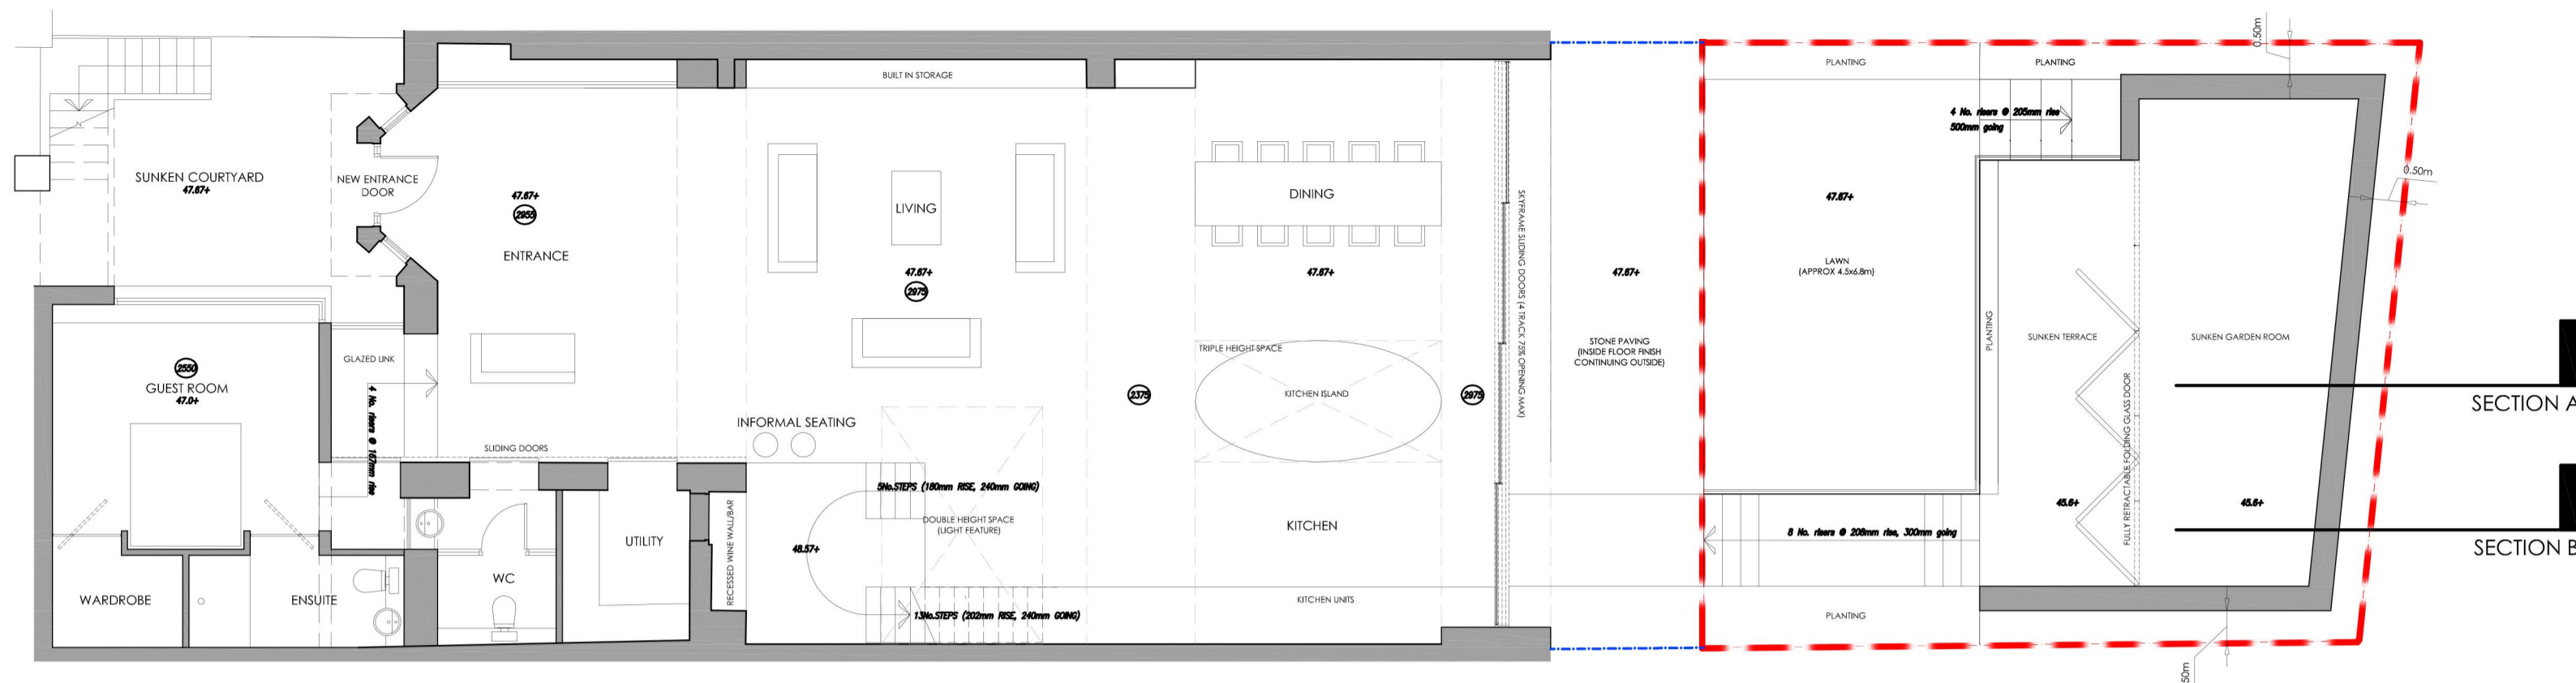 SUNKEN COURTYARD
47.67+
NEW ENTRANCE
DOOR
47.67+
2955
ENTRANCE
BUILT IN STORAGE
LIVING
47.67+
2975
DINING
47.67+
TRIPLE HEIGHT SPACE
KITCHEN ISLAND
2375
2975
SKYFRAME SLIDING DOORS (4 TRACK 75% OPENING MAX)
47.67+
STONE PAVING
(INSIDE FLOOR FINISH
CONTINUING OUTSIDE)
PLANTING
PLANTING
4 No. risers @ 205mm rise
500mm going
47.67+
LAWN
(APPROX 4.5x6.8m)
PLANTING
SUNKEN TERRACE
SUNKEN GARDEN ROOM
FULLY RETRACTABLE FOLDING GLASS DOOR
45.6+
45.6+
0.50m
0.50m
50m
SECTION A
SECTION B
8 No. risers @ 208mm rise, 300mm going
PLANTING
2550
GUEST ROOM
47.0+
GLAZED LINK
4 No. risers @ 167mm rise
SLIDING DOORS
INFORMAL SEATING
5No.STEPS (180mm RISE, 240mm GOING)
DOUBLE HEIGHT SPACE
(LIGHT FEATURE)
48.57+
13No.STEPS (202mm RISE, 240mm GOING)
KITCHEN
KITCHEN UNITS
RECESSED WINE WALL/BAR
UTILITY
WC
WARDROBE
ENSUITE